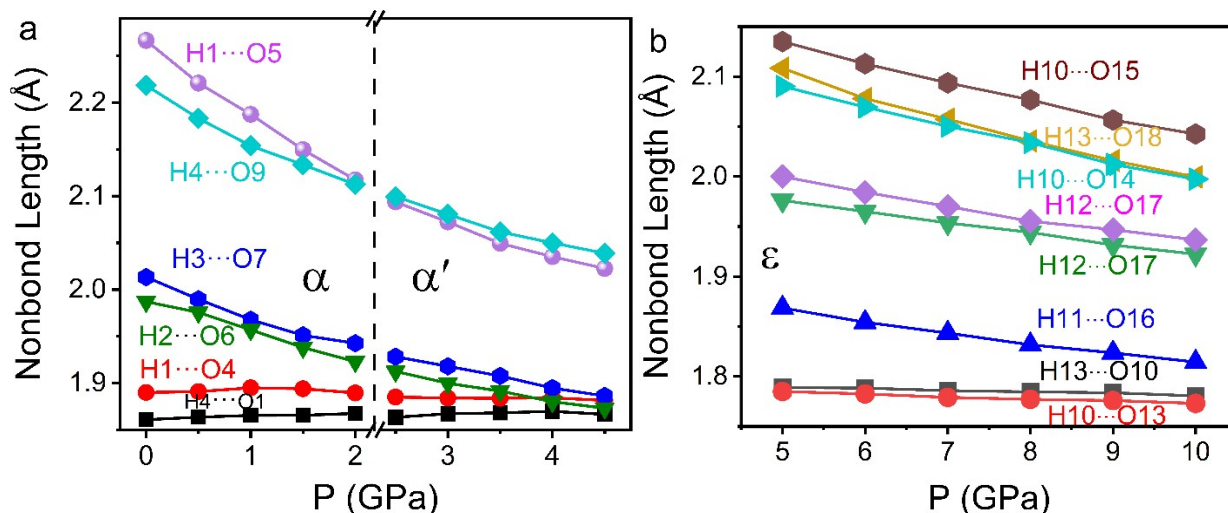 a
Nonbond Length (Å)
2.2
2.1
2.0
1.9
H1···O5
H4···O9
H3···O7
H2···O6
H1···O4
H4···O1
α
α′
0
1
2
3
4
P (GPa)
b
Nonbond Length (Å)
2.1
2.0
1.9
1.8
H10···O15
H13···O18
H10···O14
H12···O17
H12···O17
H11···O16
H13···O10
H10···O13
ε
5
6
7
8
9
10
P (GPa)